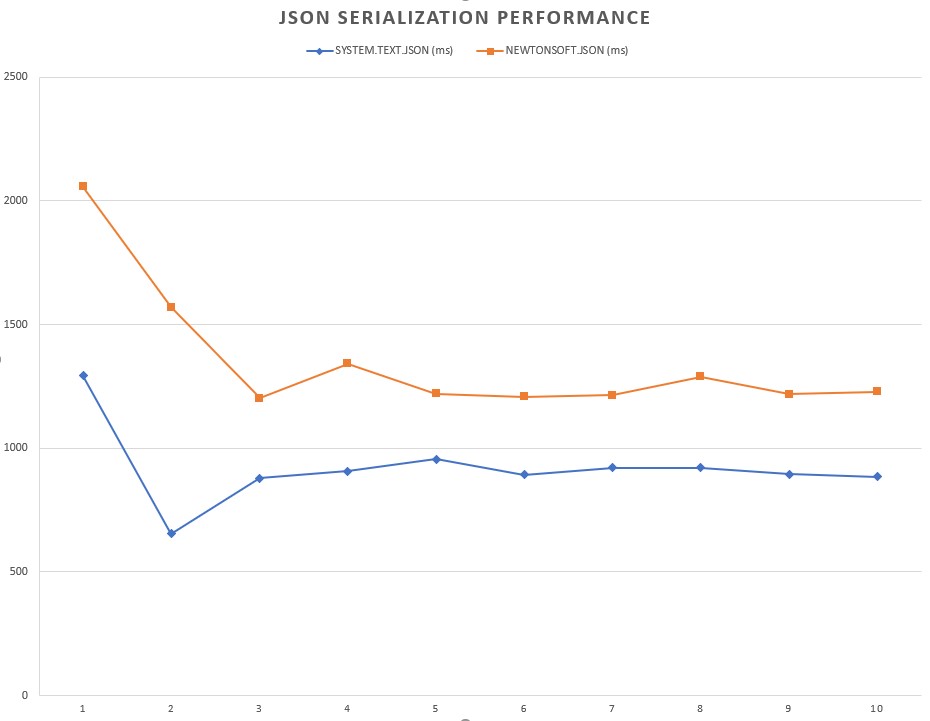 JSON SERIALIZATION PERFORMANCE
SYSTEM.TEXT.JSON (ms) NEWTONSOFT.JSON (ms)
2500
2000
1500
1000
500
0
1 2 3 4 5 6 7 8 9 10